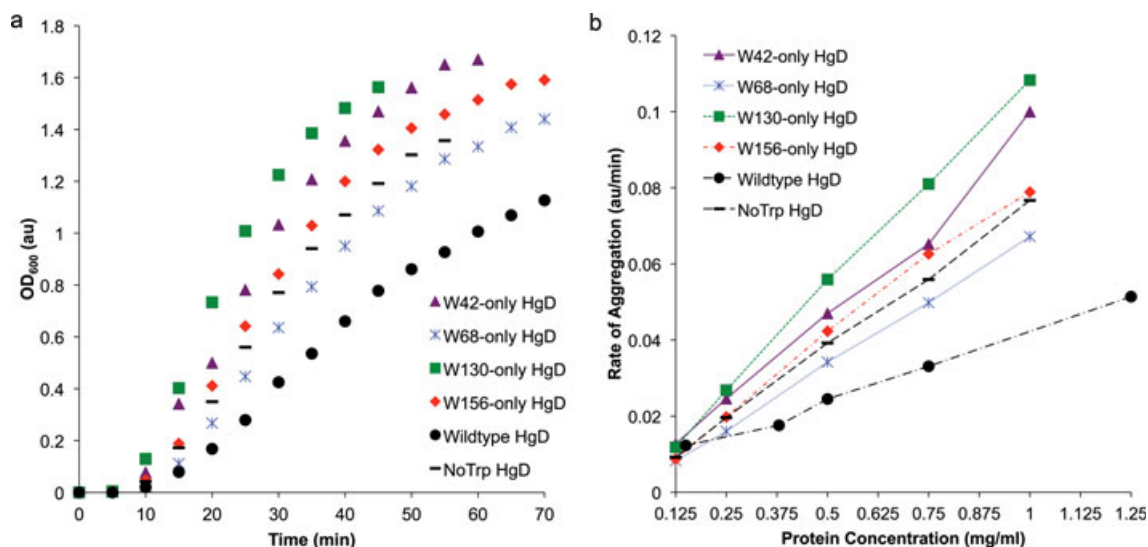 a
OD600 (au)
1.8
1.6
1.4
1.2
1
0.8
0.6
0.4
0.2
0
0 10 20 30 40 50 60 70
Time (min)
W42-only HgD
W68-only HgD
W130-only HgD
W156-only HgD
Wildtype HgD
NoTrp HgD
b
Rate of Aggregation (au/min)
0.12
0.1
0.08
0.06
0.04
0.02
0
0.125 0.25 0.375 0.5 0.625 0.75 0.875 1 1.125 1.25
Protein Concentration (mg/ml)
W42-only HgD
W68-only HgD
W130-only HgD
W156-only HgD
Wildtype HgD
NoTrp HgD